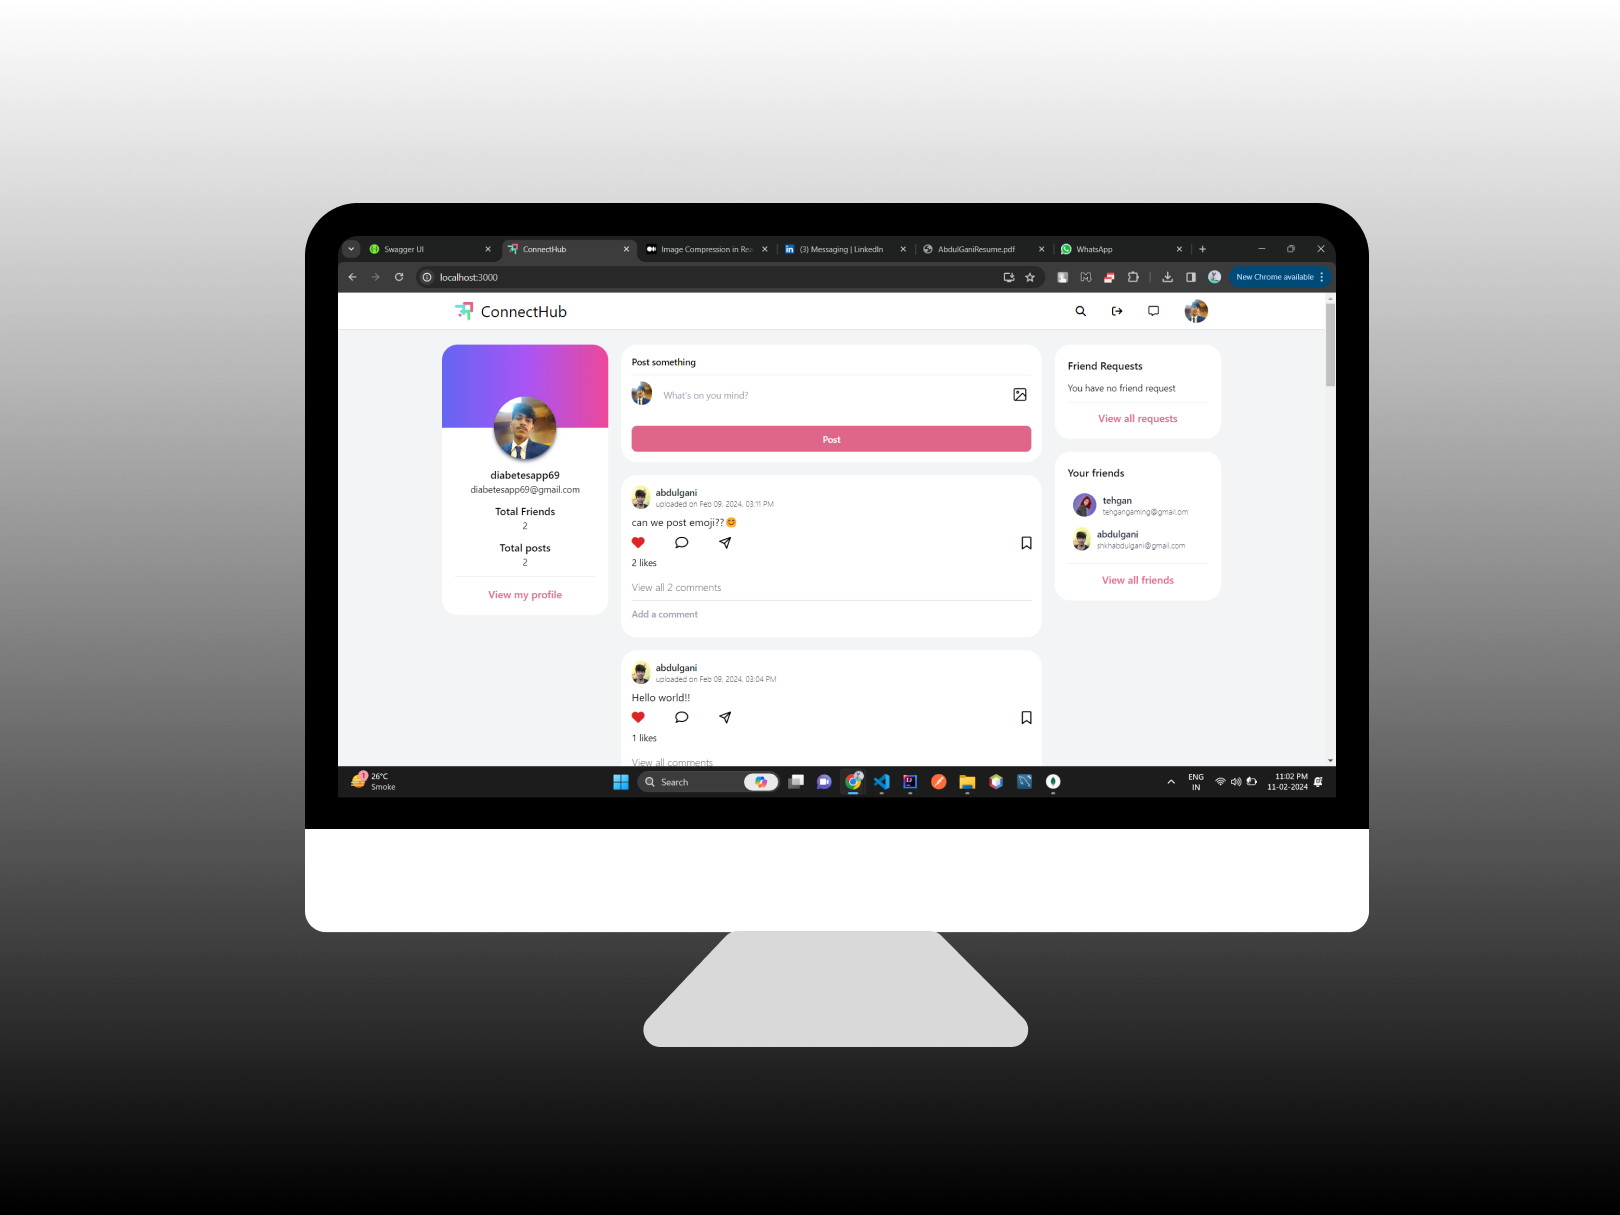 Swagger UI
ConnectHub
Image Compression in Rea
(3) Messaging | LinkedIn
AbdulGaniResume.pdf
WhatsApp
localhost:3000
New Chrome available
ConnectHub
diabetesapp69
diabetesapp69@gmail.com
Total Friends
2
Total posts
2
View my profile
Post something
What's on you mind?
Post
abdulgani
uploaded on Feb 09, 2024, 03:11 PM
can we post emoji??😊
2 likes
View all 2 comments
Add a comment
abdulgani
uploaded on Feb 09, 2024, 03:04 PM
Hello world!!
1 likes
View all comments
Friend Requests
You have no friend request
View all requests
Your friends
tehgan
tehgangaming@gmail.om
abdulgani
shkhabdulgani@gmail.com
View all friends
1
26°C
Smoke
Search
ENG
IN
11:02 PM
11-02-2024